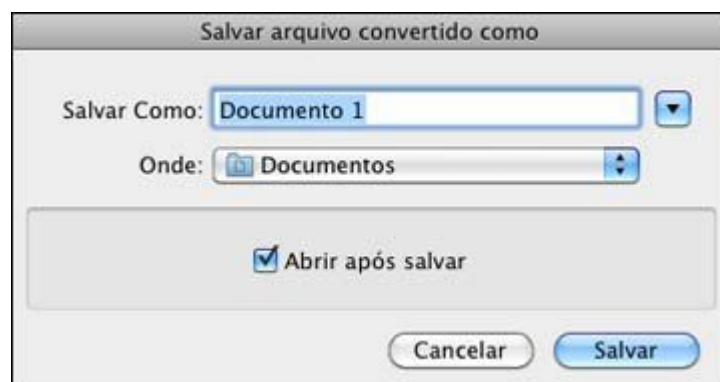 Salvar arquivo convertido como
Salvar Como: Documento 1
Onde: Documentos
Abrir após salvar
Cancelar Salvar